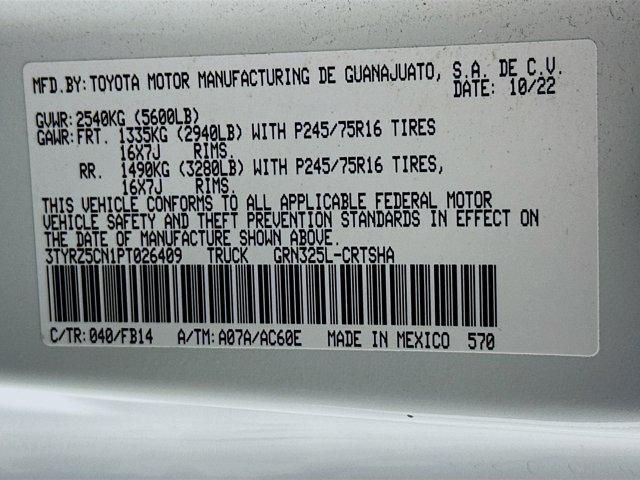 MFD.BY: TOYOTA MOTOR MANUFACTURING DE GUANAJUATO, S.A. DE C.V.
DATE: 10/22
GVWR: 2540KG (5600LB)
GAWR: FRT. 1335KG (2940LB) WITH P245/75R16 TIRES
16X7J RIMS.
RR. 1490KG (3280LB) WITH P245/75R16 TIRES,
16X7J RIMS.
THIS VEHICLE CONFORMS TO ALL APPLICABLE FEDERAL MOTOR
VEHICLE SAFETY AND THEFT PREVENTION STANDARDS IN EFFECT ON
THE DATE OF MANUFACTURE SHOWN ABOVE.
3TYRZ5CN1PT026409 TRUCK GRN325L-CRTSHA
C/TR: 040/FB14 A/TM: A07A/AC60E MADE IN MEXICO 570